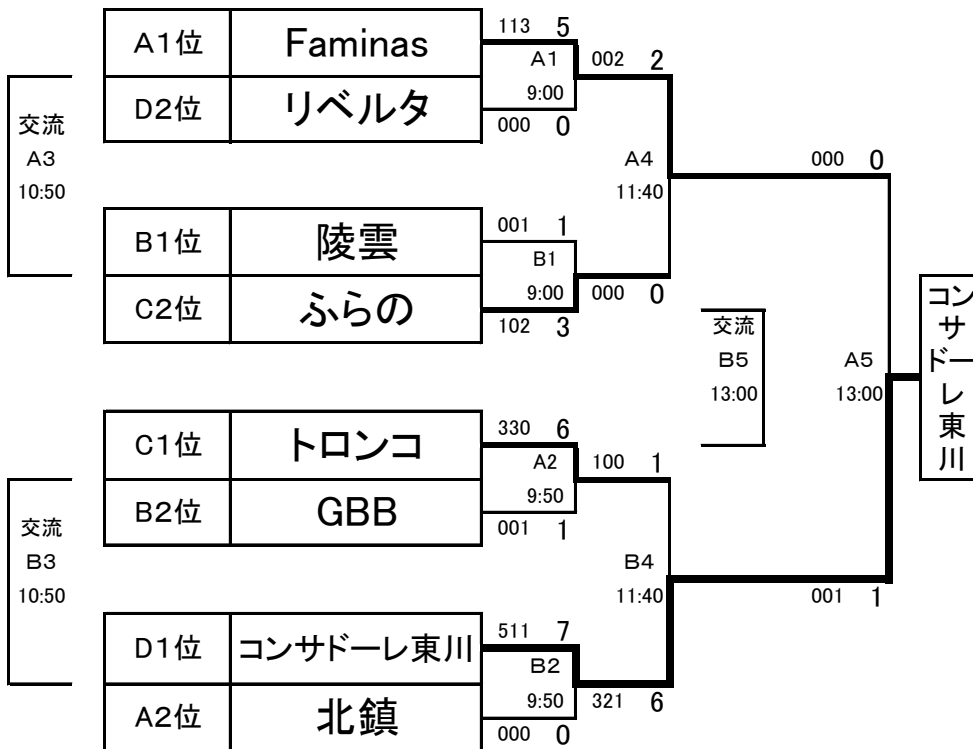 A1位 Faminas 113 5
A1 002 2
D2位 リベルタ 9:00
000 0
交流
A3
10:50
A4 000 0
11:40
B1位 陵雲 001 1
B1
C2位 ふらの 9:00 000 0
102 3
交流
B5
13:00
A5
13:00
コンサドーレ東川
C1位 トロンコ 330 6
A2 100 1
B2位 GBB 9:50
001 1
交流
B3
10:50
B4
11:40 001 1
D1位 コンサドーレ東川 511 7
B2
A2位 北鎮 9:50 321 6
000 0